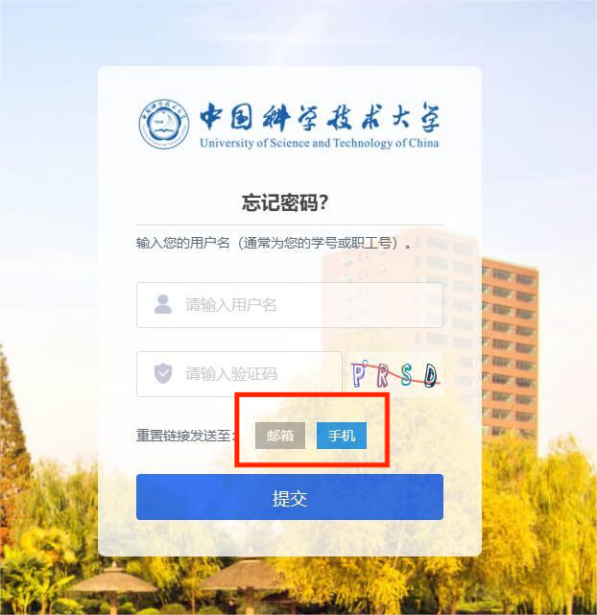 中国科学技术大学
University of Science and Technology of China
忘记密码?
输入您的用户名（通常为您的学号或职工号）.
请输入用户名
请输入验证码
PRSD
重置链接发送至: 邮箱 手机
提交